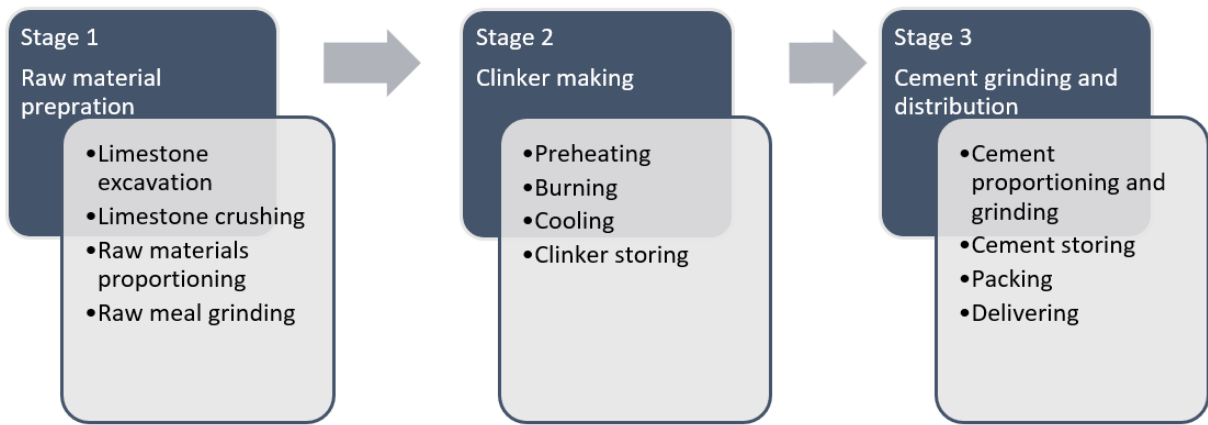 Stage 1
Raw material
prepration
•Limestone
excavation
•Limestone crushing
•Raw materials
proportioning
•Raw meal grinding
Stage 2
Clinker making
•Preheating
•Burning
•Cooling
•Clinker storing
Stage 3
Cement grinding and
distribution
•Cement
proportioning and
grinding
•Cement storing
•Packing
•Delivering